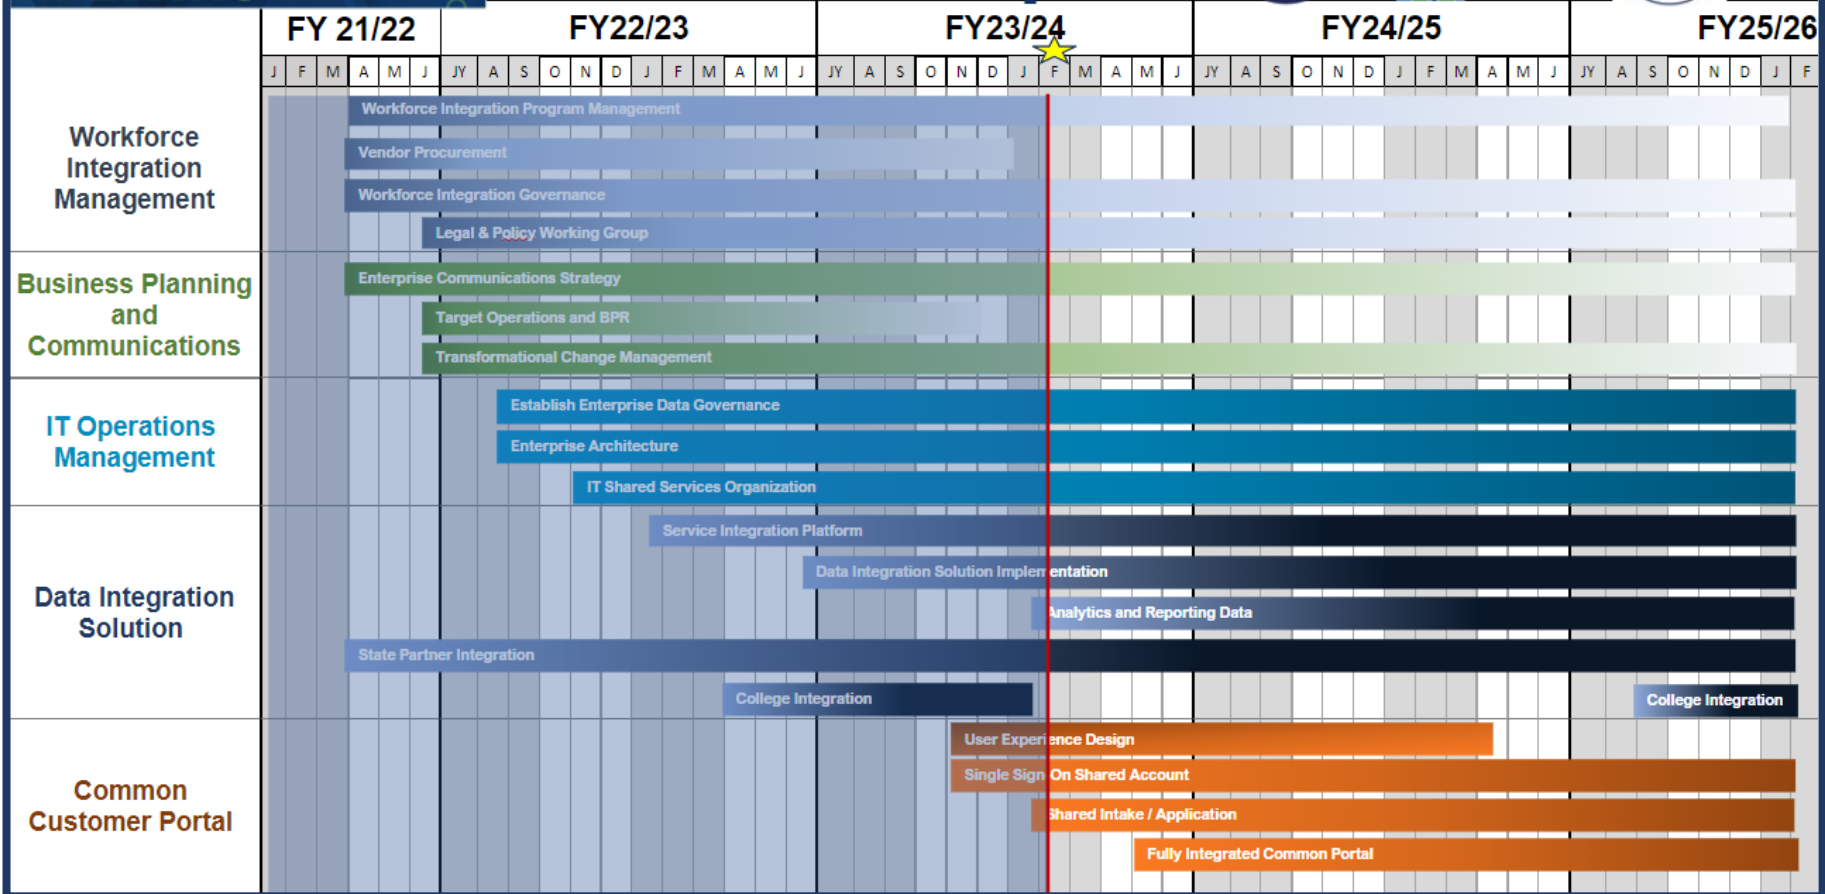 FY 21/22 FY22/23 FY23/24 FY24/25 FY25/26
J F M A M J JY A S O N D J F M A M J JY A S O N D J F M A M J JY A S O N D J F M A M J JY A S O N D J F
Workforce
Integration
Management
Workforce Integration Program Management
Vendor Procurement
Workforce Integration Governance
Legal & Policy Working Group
Business Planning
and
Communications
Enterprise Communications Strategy
Target Operations and BPR
Transformational Change Management
IT Operations
Management
Establish Enterprise Data Governance
Enterprise Architecture
IT Shared Services Organization
Data Integration
Solution
Service Integration Platform
Data Integration Solution Implementation
Analytics and Reporting Data
State Partner Integration
College Integration College Integration
Common
Customer Portal
User Experience Design
Single Sign-On Shared Account
Shared Intake / Application
Fully Integrated Common Portal